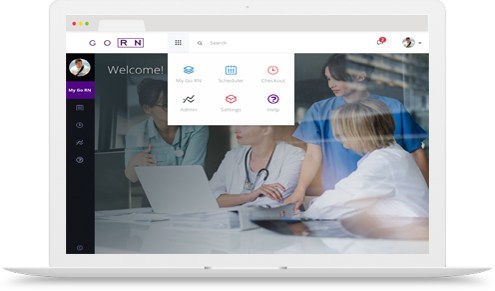 GO RN
Search
2
Welcome!
My Go RN
Scheduler
Checkout
Admin
Settings
Help
My Go RN